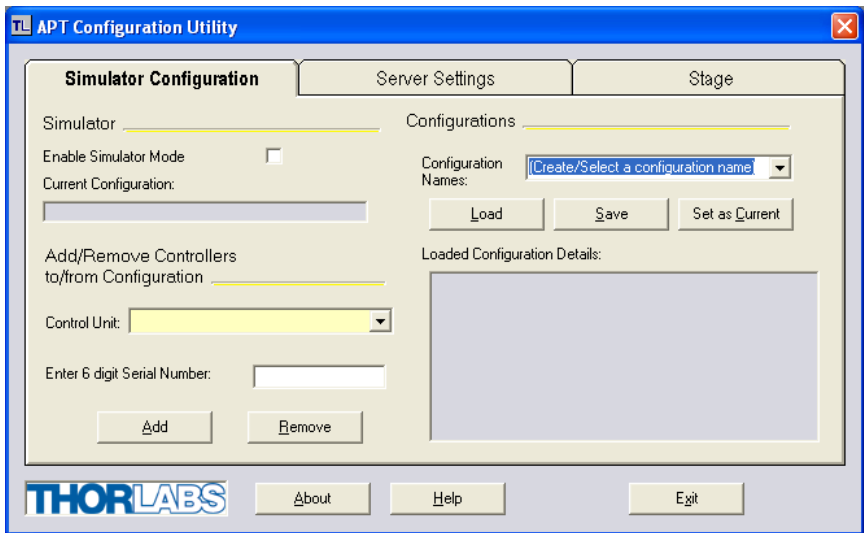 TL APT Configuration Utility
Simulator Configuration
Server Settings
Stage
Simulator
Enable Simulator Mode
Current Configuration:
Add/Remove Controllers
to/from Configuration
Control Unit:
Enter 6 digit Serial Number:
Add
Remove
Configurations
Configuration
Names:
(Create/Select a configuration name)
Load
Save
Set as Current
Loaded Configuration Details:
THORLABS
About
Help
Exit